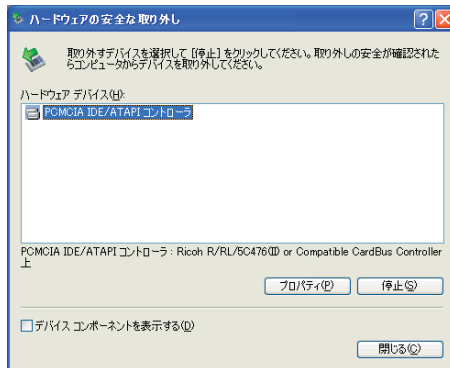 ハードウェアの安全な取り外し
取り外すデバイスを選択して [停止] をクリックしてください。取り外しの安全が確認された
らコンピュータからデバイスを取り外してください。
ハードウェア デバイス(H):
PCMCIA IDE/ATAPI コントローラ
PCMCIA IDE/ATAPI コントローラ : Ricoh R/RL/5C476(II) or Compatible CardBus Controller
上
プロパティ(P) 停止(S)
デバイス コンポーネントを表示する(D)
閉じる(C)